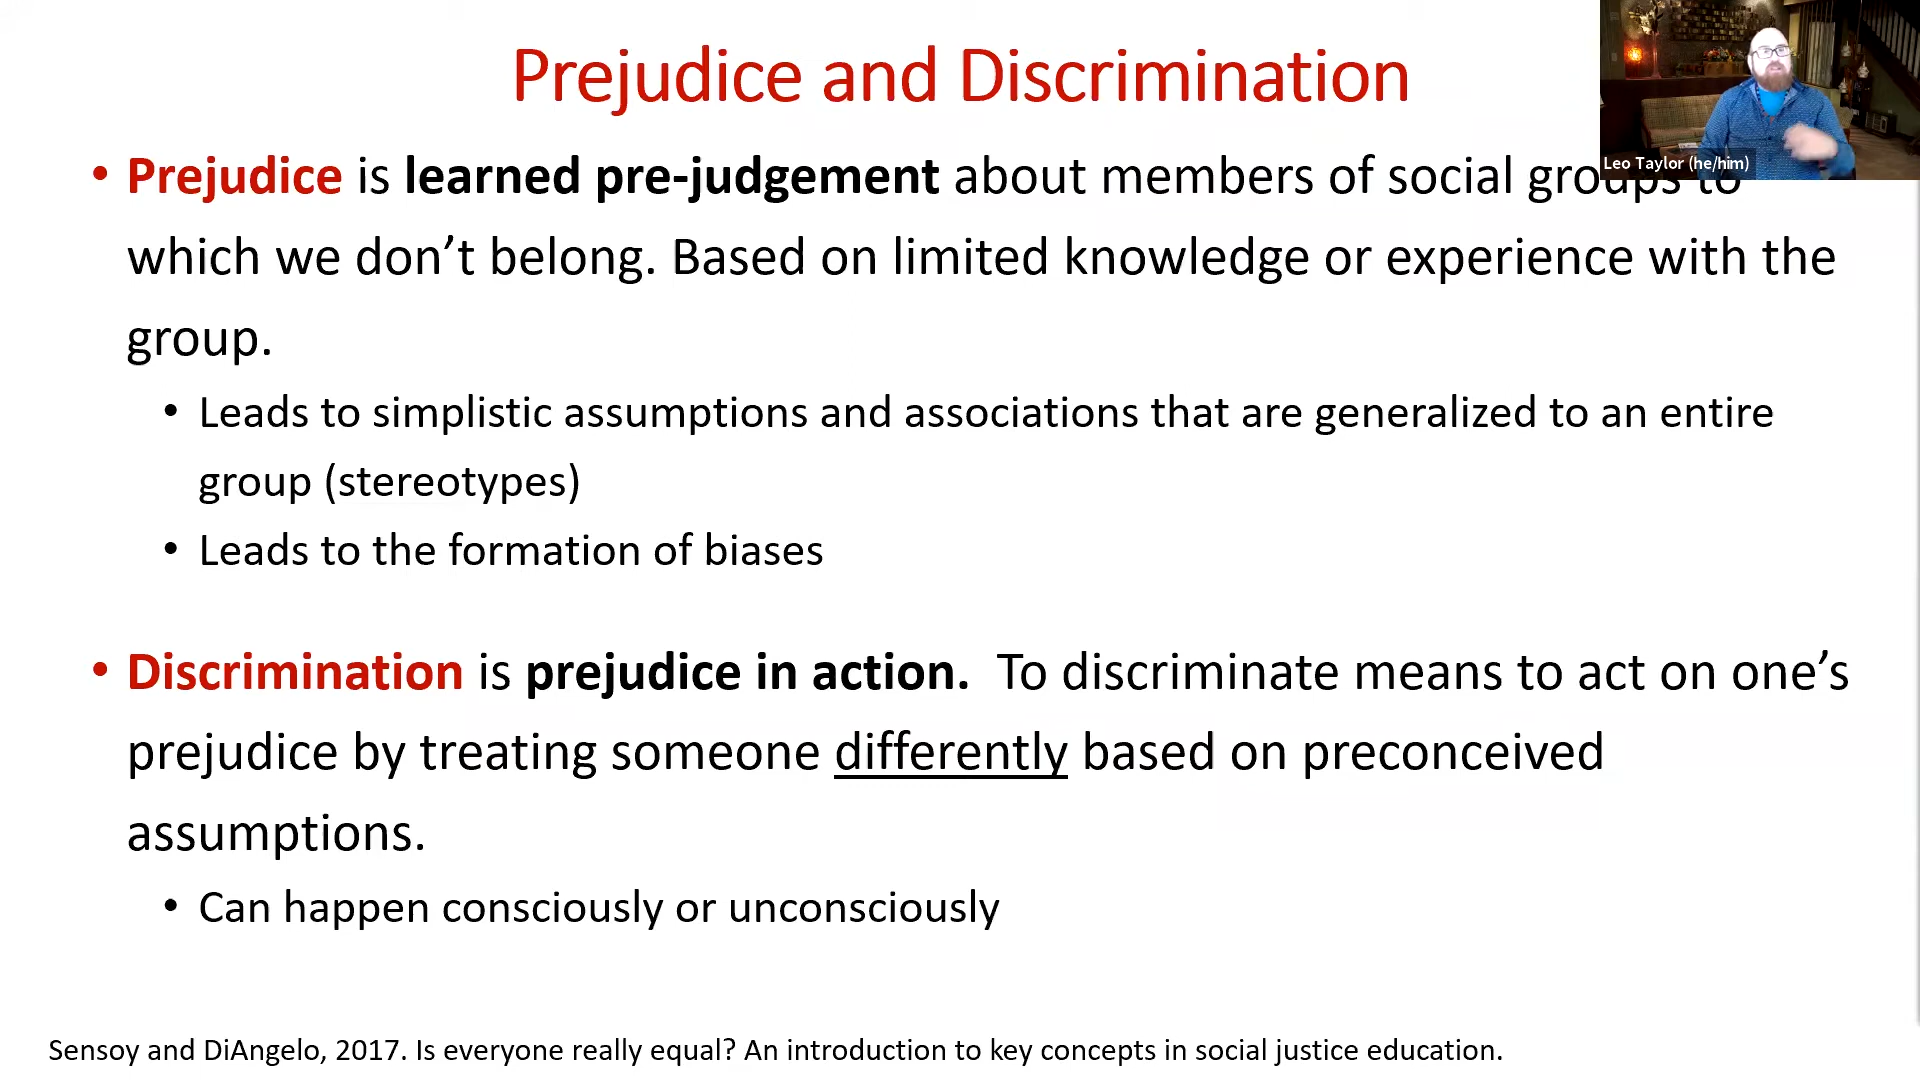 Prejudice and Discrimination
Leo Taylor (he/him)
• Prejudice is learned pre-judgement about members of social groups to
which we don’t belong. Based on limited knowledge or experience with the
group.
• Leads to simplistic assumptions and associations that are generalized to an entire
group (stereotypes)
• Leads to the formation of biases
• Discrimination is prejudice in action.  To discriminate means to act on one’s
prejudice by treating someone differently based on preconceived
assumptions.
• Can happen consciously or unconsciously
Sensoy and DiAngelo, 2017. Is everyone really equal? An introduction to key concepts in social justice education.